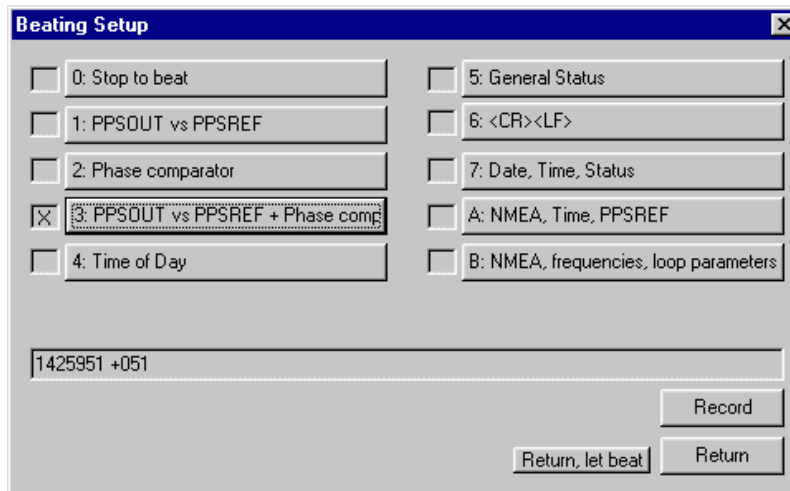 Beating Setup
0: Stop to beat
1: PPSOUT vs PPSREF
2: Phase comparator
X 3: PPSOUT vs PPSREF + Phase comp
4: Time of Day
5: General Status
6: <CR><LF>
7: Date, Time, Status
A: NMEA, Time, PPSREF
B: NMEA, frequencies, loop parameters
1425951 +051
Record
Return, let beat
Return